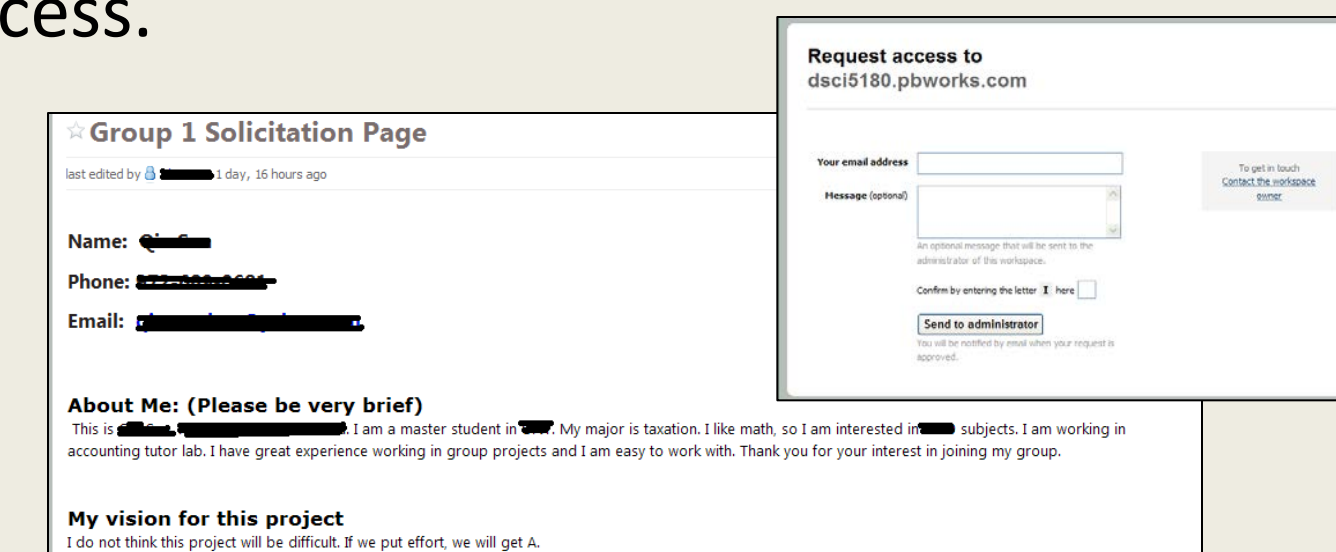 cess.
Group 1 Solicitation Page
last edited by 1 day, 16 hours ago
Name:
Phone:
Email:
About Me: (Please be very brief)
This is . I am a master student in . My major is taxation. I like math, so I am interested in subjects. I am working in
accounting tutor lab. I have great experience working in group projects and I am easy to work with. Thank you for your interest in joining my group.
My vision for this project
I do not think this project will be difficult. If we put effort, we will get A.
Request access to
dsci5180.pbworks.com
Your email address
Message (optional)
An optional message that will be sent to the
administrator of this workspace.
Confirm by entering the letter I here
Send to administrator
You will be notified by email when your request is
approved.
To get in touch
Contact the workspace
owner